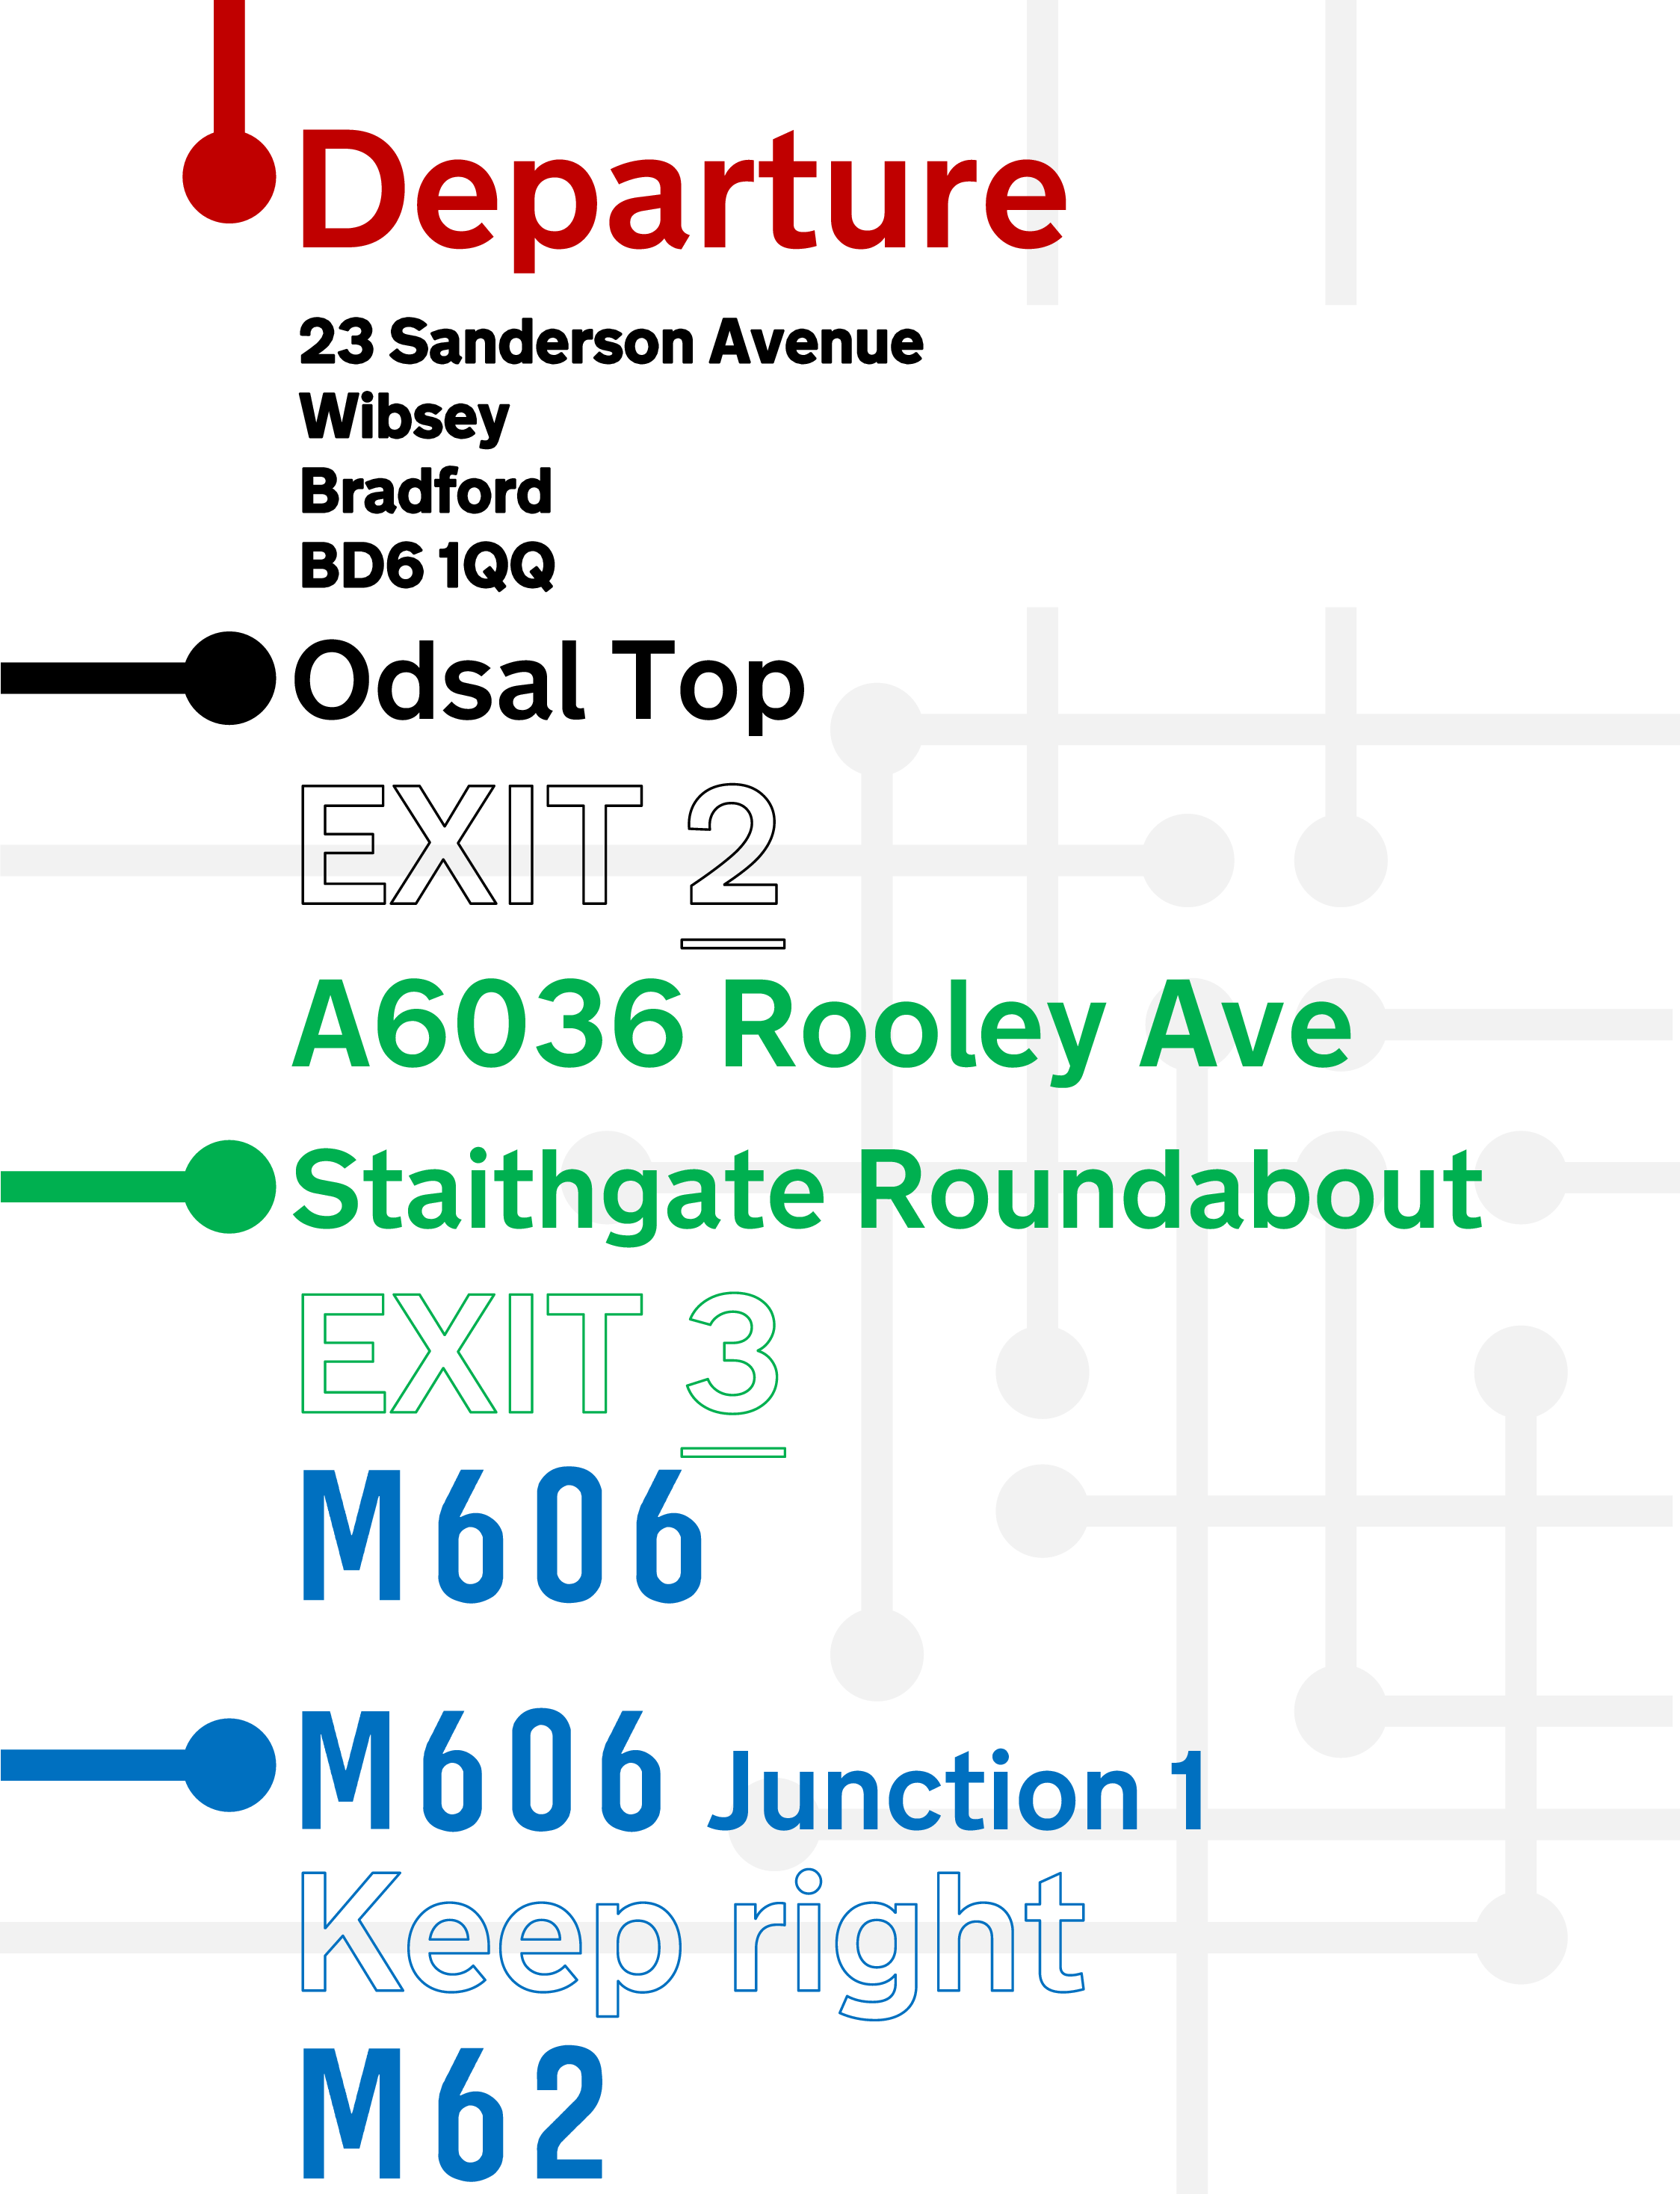 Departure
23 Sanderson Avenue
Wibsey
Bradford
BD6 1QQ
Odsal Top
EXIT 2
A6036 Rooley Ave
Staithgate Roundabout
EXIT 3
M606
M606 Junction 1
Keep right
M62